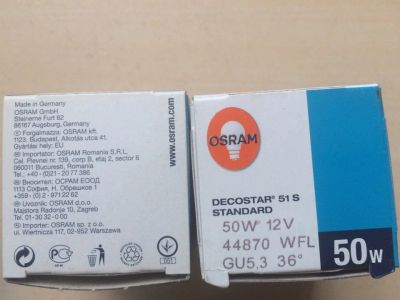 Made in Germany
OSRAM GmbH
Steinerne Furt 62
86167 Augsburg, Germany
Forgalmazza: OSRAM kft.
1123. Budapest, Alkotás utca 41.
Gyártási hely: EU
Importator: OSRAM Romania S.R.L.
Cal. Plevnei nr. 139, corp B, etaj 2, sector 6
060011 Bucuresti, Romania
Tel.: +40-(0)21-20 77 386
Вносител: ОСРАМ ЕООД
1113 София, Н. Обрешков 1
+359-(0) 2-971 22 62
Uvoznik: OSRAM d.o.o.
Majstora Radonje 10, Zagreb
Tel.: 01-30 32-0 00
Importer: OSRAM sp. z o.o.
ul. Wiertnicza 117, 02-952 Warszawa
www.osram.com
051
OSRAM
DECOSTAR® 51 S
STANDARD
50W 12V
44870 WFL
GU5,3 36°
50W